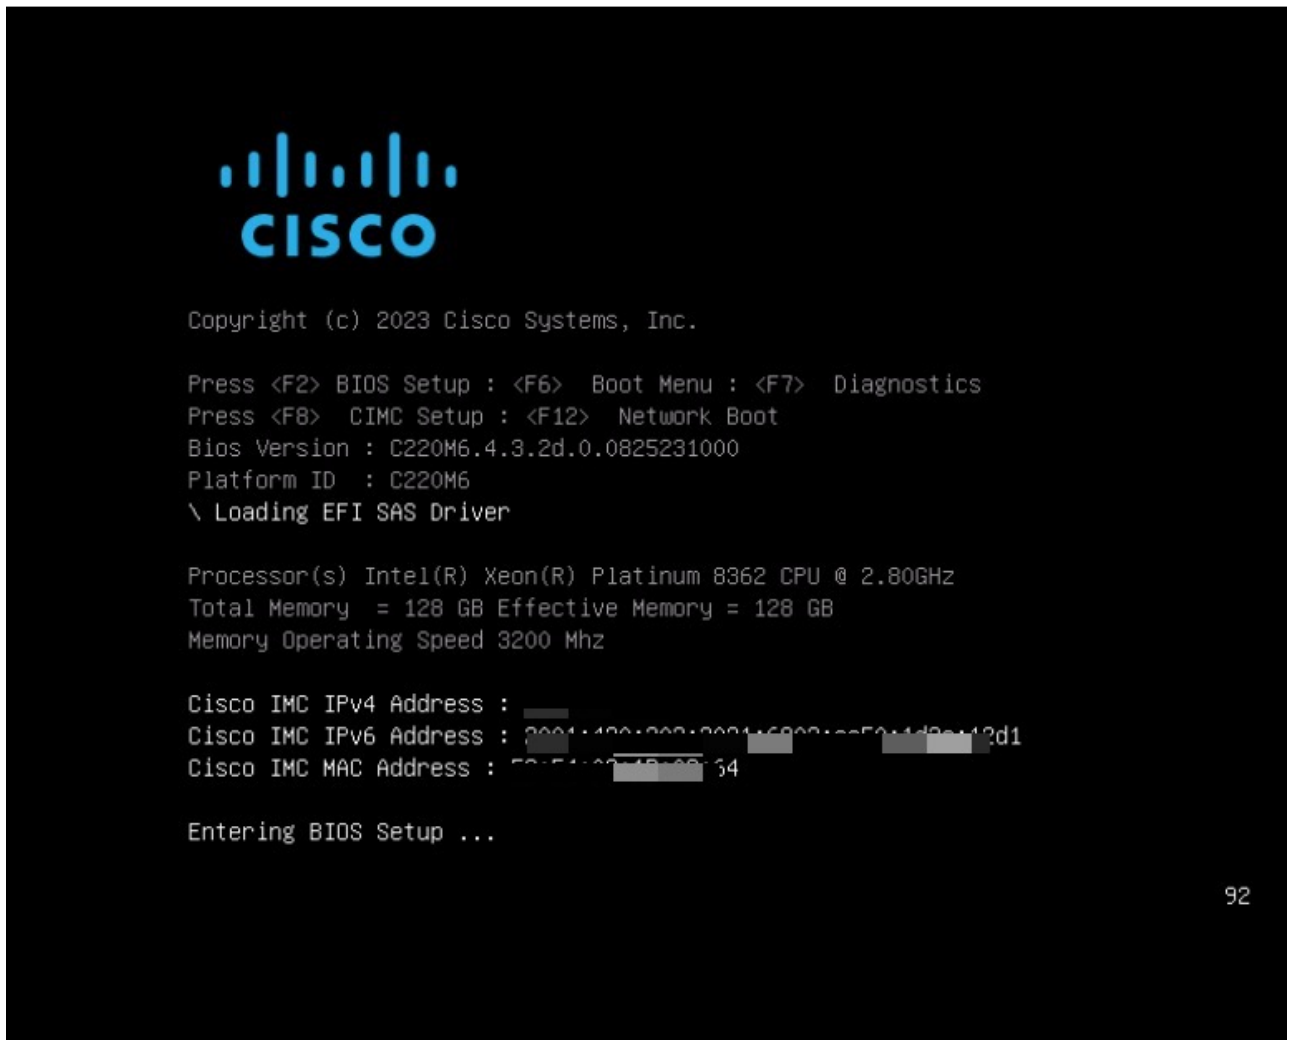 CISCO
Copyright (c) 2023 Cisco Systems, Inc.
Press <F2> BIOS Setup : <F6>  Boot Menu : <F7>  Diagnostics
Press <F8>  CIMC Setup : <F12>  Network Boot
Bios Version : C220M6.4.3.2d.0.0825231000
Platform ID  : C220M6
\ Loading EFI SAS Driver
Processor(s) Intel(R) Xeon(R) Platinum 8362 CPU @ 2.80GHz
Total Memory  = 128 GB Effective Memory = 128 GB
Memory Operating Speed 3200 Mhz
Cisco IMC IPv4 Address :
Cisco IMC IPv6 Address :
Cisco IMC MAC Address :
Entering BIOS Setup ...
92